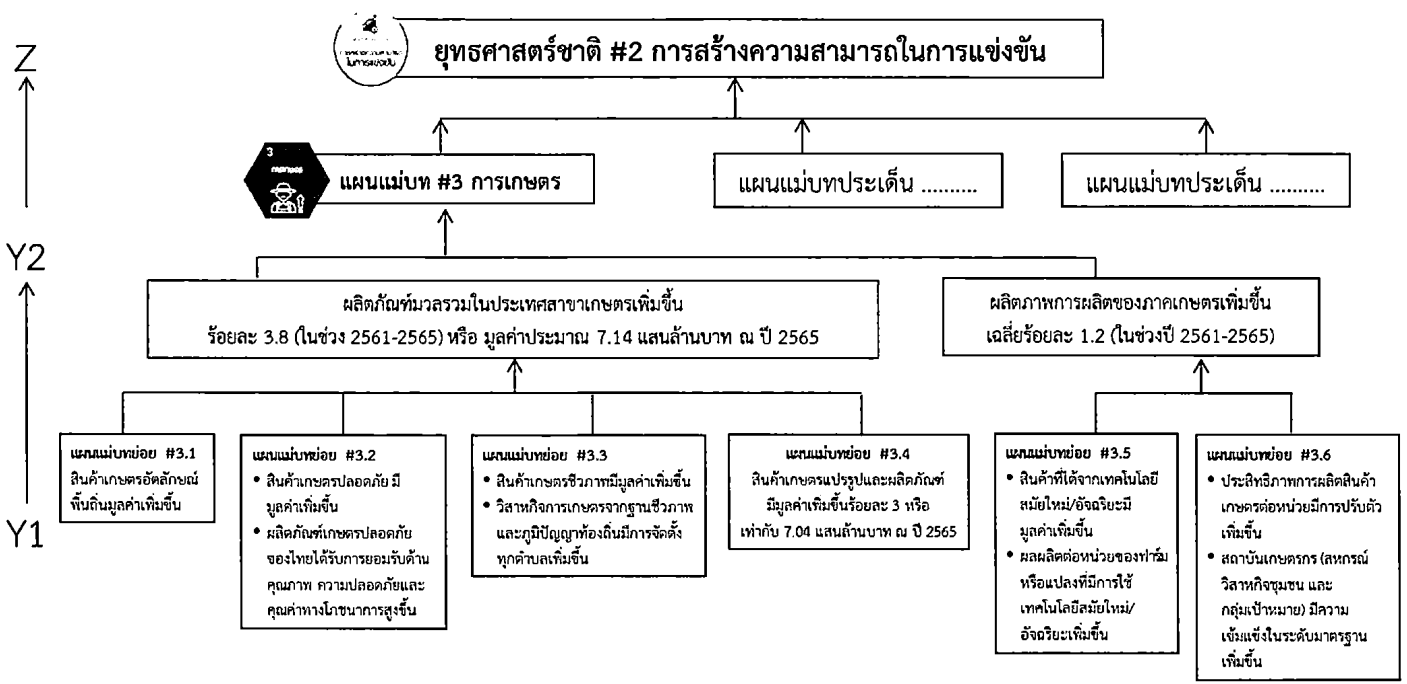 ยุทธศาสตร์ชาติ #2 การสร้างความสามารถในการแข่งขัน
ในการแข่งขัน
Z
3
การเกษตร
แผนแม่บท #3 การเกษตร
แผนแม่บทประเด็น ..........
แผนแม่บทประเด็น ..........
Y2
ผลิตภัณฑ์มวลรวมในประเทศสาขาเกษตรเพิ่มขึ้น
ร้อยละ 3.8 (ในช่วง 2561-2565) หรือ มูลค่าประมาณ 7.14 แสนล้านบาท ณ ปี 2565
ผลิตภาพการผลิตของภาคเกษตรเพิ่มขึ้น
เฉลี่ยร้อยละ 1.2 (ในช่วงปี 2561-2565)
Y1
แผนแม่บทย่อย #3.1
สินค้าเกษตรอัตลักษณ์
พื้นถิ่นมูลค่าเพิ่มขึ้น
แผนแม่บทย่อย #3.2
• สินค้าเกษตรปลอดภัย มี
มูลค่าเพิ่มขึ้น
• ผลิตภัณฑ์เกษตรปลอดภัย
ของไทยได้รับการยอมรับด้าน
คุณภาพ ความปลอดภัยและ
คุณค่าทางโภชนาการสูงขึ้น
แผนแม่บทย่อย #3.3
• สินค้าเกษตรชีวภาพมีมูลค่าเพิ่มขึ้น
• วิสาหกิจการเกษตรจากฐานชีวภาพ
และภูมิปัญญาท้องถิ่นมีการจัดตั้ง
ทุกตำบลเพิ่มขึ้น
แผนแม่บทย่อย #3.4
สินค้าเกษตรแปรรูปและผลิตภัณฑ์
มีมูลค่าเพิ่มขึ้นร้อยละ 3 หรือ
เท่ากับ 7.04 แสนล้านบาท ณ ปี 2565
แผนแม่บทย่อย #3.5
• สินค้าที่ได้จากเทคโนโลยี
สมัยใหม่/อัจฉริยะมี
มูลค่าเพิ่มขึ้น
• ผลผลิตต่อหน่วยของฟาร์ม
หรือแปลงที่มีการใช้
เทคโนโลยีสมัยใหม่/
อัจฉริยะเพิ่มขึ้น
แผนแม่บทย่อย #3.6
• ประสิทธิภาพการผลิตสินค้า
เกษตรต่อหน่วยมีการปรับตัว
เพิ่มขึ้น
• สถาบันเกษตรกร (สหกรณ์
วิสาหกิจชุมชน และ
กลุ่มเป้าหมาย) มีความ
เข้มแข็งในระดับมาตรฐาน
เพิ่มขึ้น